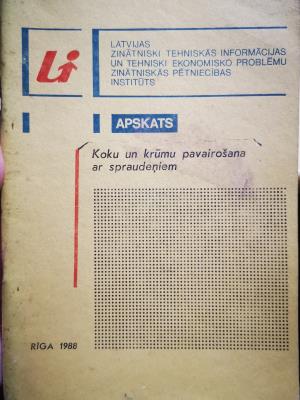 LATVIJAS
ZINĀTNISKI TEHNISKĀS INFORMĀCIJAS
UN TEHNISKI EKONOMISKO PROBLĒMU
ZINĀTNISKĀS PĒTNIECĪBAS
INSTITŪTS
APSKATS
Koku un krūmu pavairošana
ar spraudeņiem
RĪGA 1988